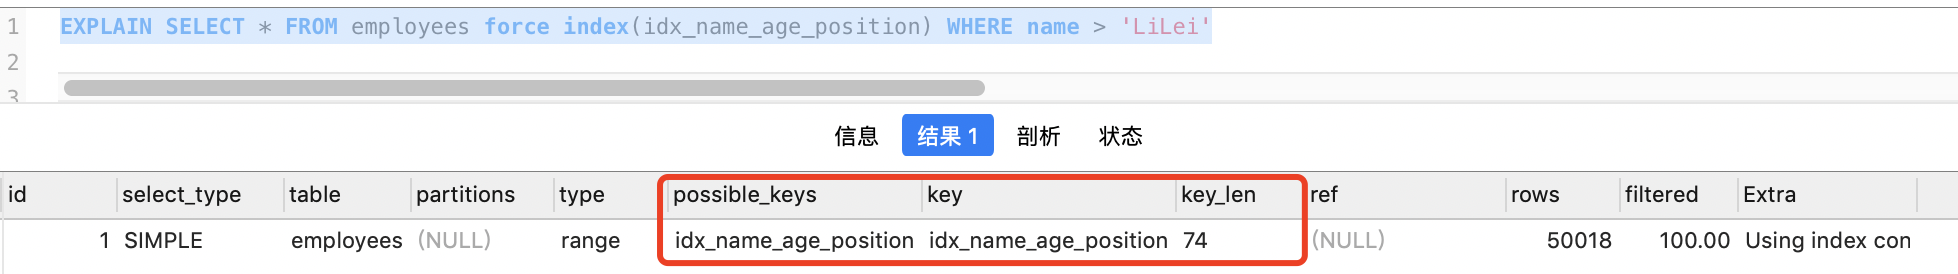 1 EXPLAIN SELECT * FROM employees force index(idx_name_age_position) WHERE name > 'LiLei'
2
3
信息 结果 1 剖析 状态
id select_type table partitions type possible_keys key key_len ref rows filtered Extra
1 SIMPLE employees (NULL) range idx_name_age_position idx_name_age_position 74 (NULL) 50018 100.00 Using index con